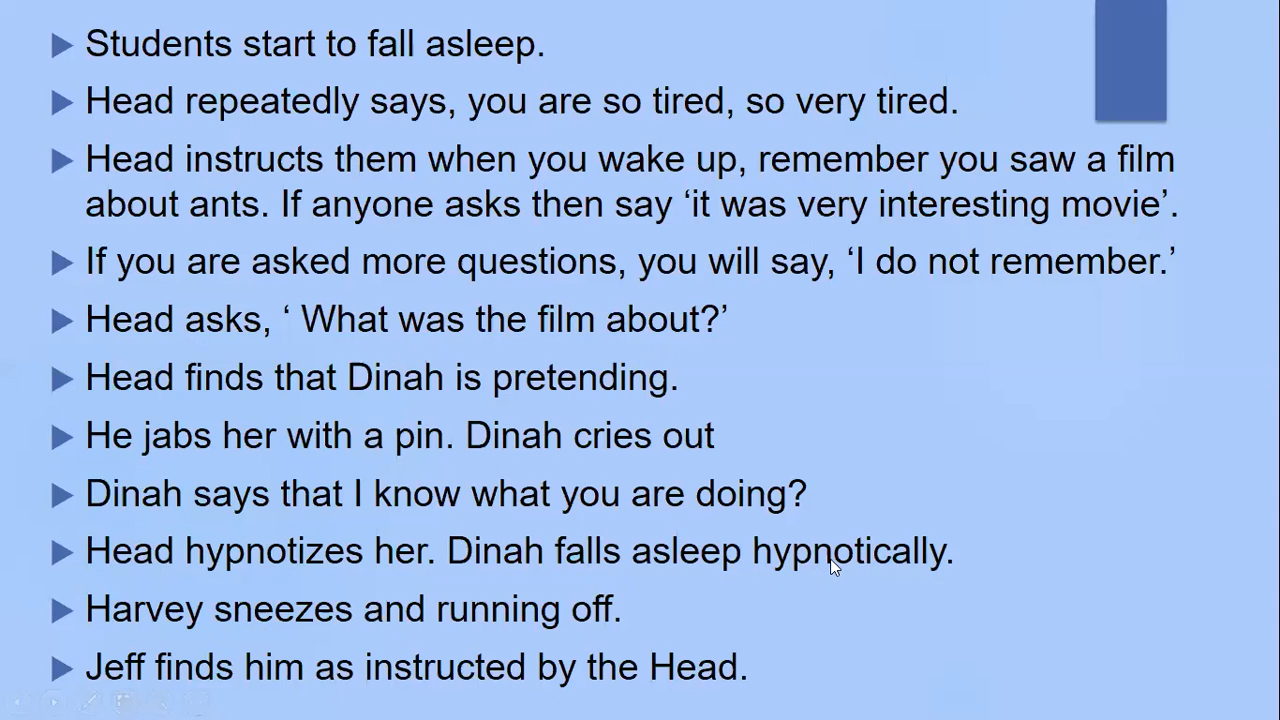 Students start to fall asleep.
Head repeatedly says, you are so tired, so very tired.
Head instructs them when you wake up, remember you saw a film
about ants. If anyone asks then say ‘it was very interesting movie’.
If you are asked more questions, you will say, ‘I do not remember.’
Head asks, ‘ What was the film about?’
Head finds that Dinah is pretending.
He jabs her with a pin. Dinah cries out
Dinah says that I know what you are doing?
Head hypnotizes her. Dinah falls asleep hypnotically.
Harvey sneezes and running off.
Jeff finds him as instructed by the Head.